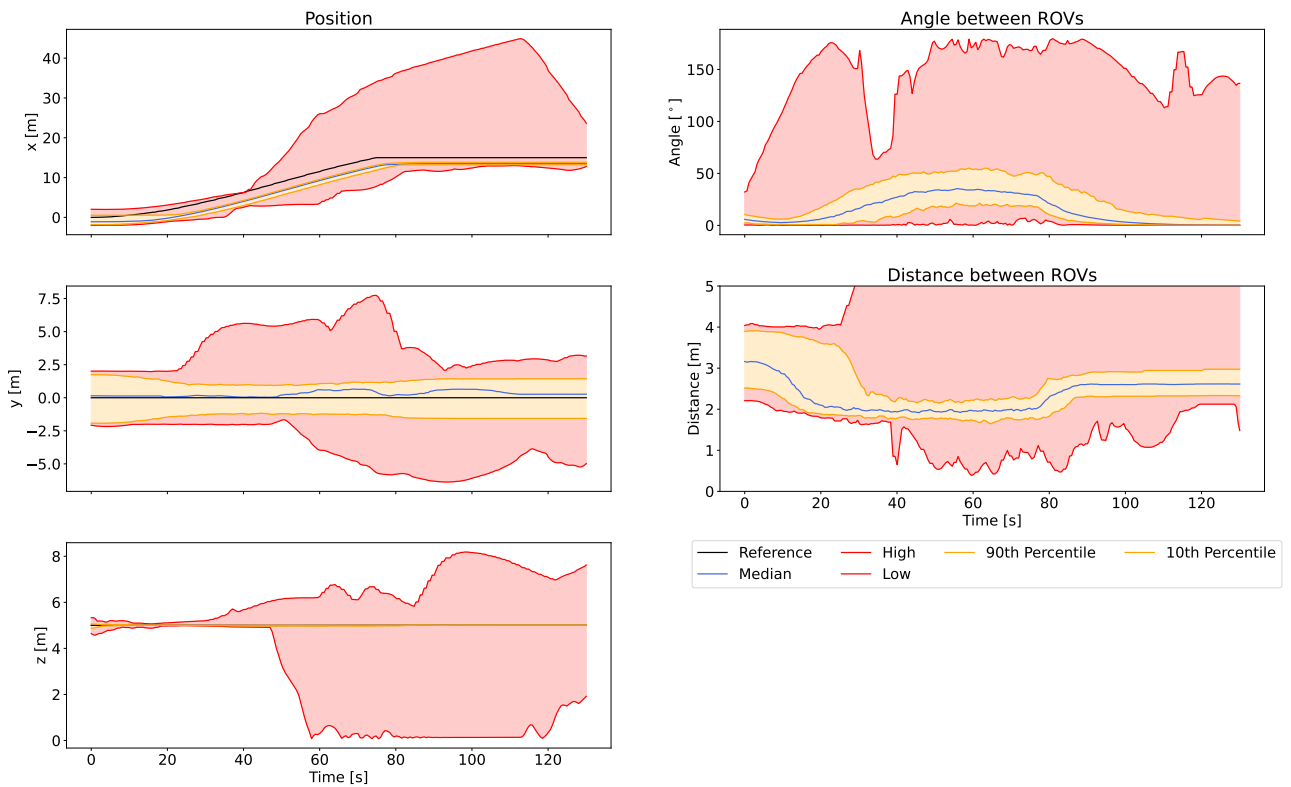 Position
40
30
20
10
0
x [m]
Angle between ROVs
150
100
50
0
Angle [°]
7.5
5.0
2.5
0.0
−2.5
−5.0
y [m]
Distance between ROVs
5
4
3
2
1
0
Distance [m]
0 20 40 60 80 100 120
Time [s]
8
6
4
2
0
z [m]
0 20 40 60 80 100 120
Time [s]
Reference High 90th Percentile 10th Percentile
Median Low